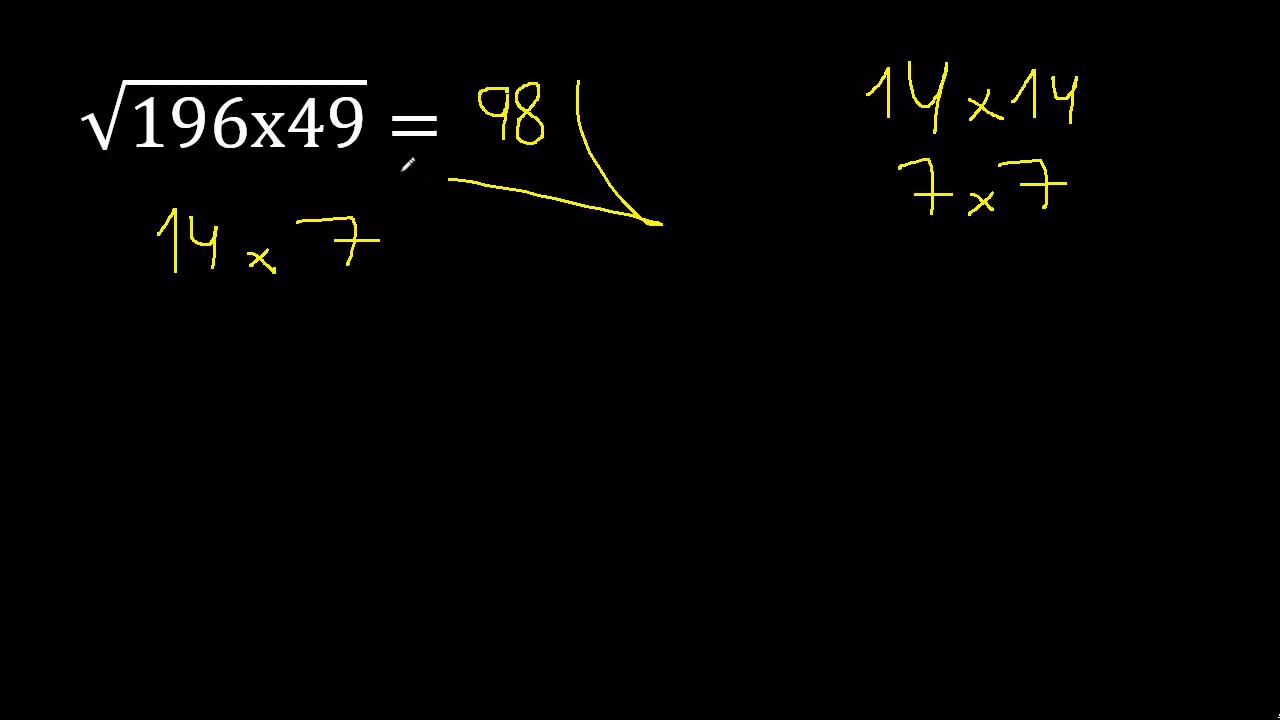 √196x49 = 98
14 x 14
7 x 7
14 x 7